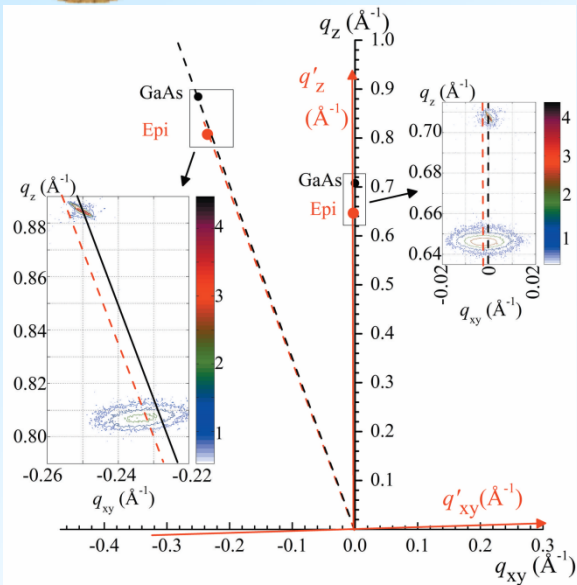 q_z (Å⁻¹)
1.0
0.9
0.8
0.7
0.6
0.5
0.4
0.3
0.2
0.1
q'_z
(Å⁻¹)
GaAs
Epi
GaAs
Epi
q_z (Å⁻¹)
0.88
0.86
0.84
0.82
0.80
-0.26 -0.24 -0.22
q_xy (Å⁻¹)
4
3
2
1
q_z (Å⁻¹)
0.70
0.68
0.66
0.64
-0.02 0 0.02
q_xy (Å⁻¹)
4
3
2
1
q'_xy (Å⁻¹)
-0.4 -0.3 -0.2 -0.1 0.0 0.1 0.2 0.3
q_xy (Å⁻¹)